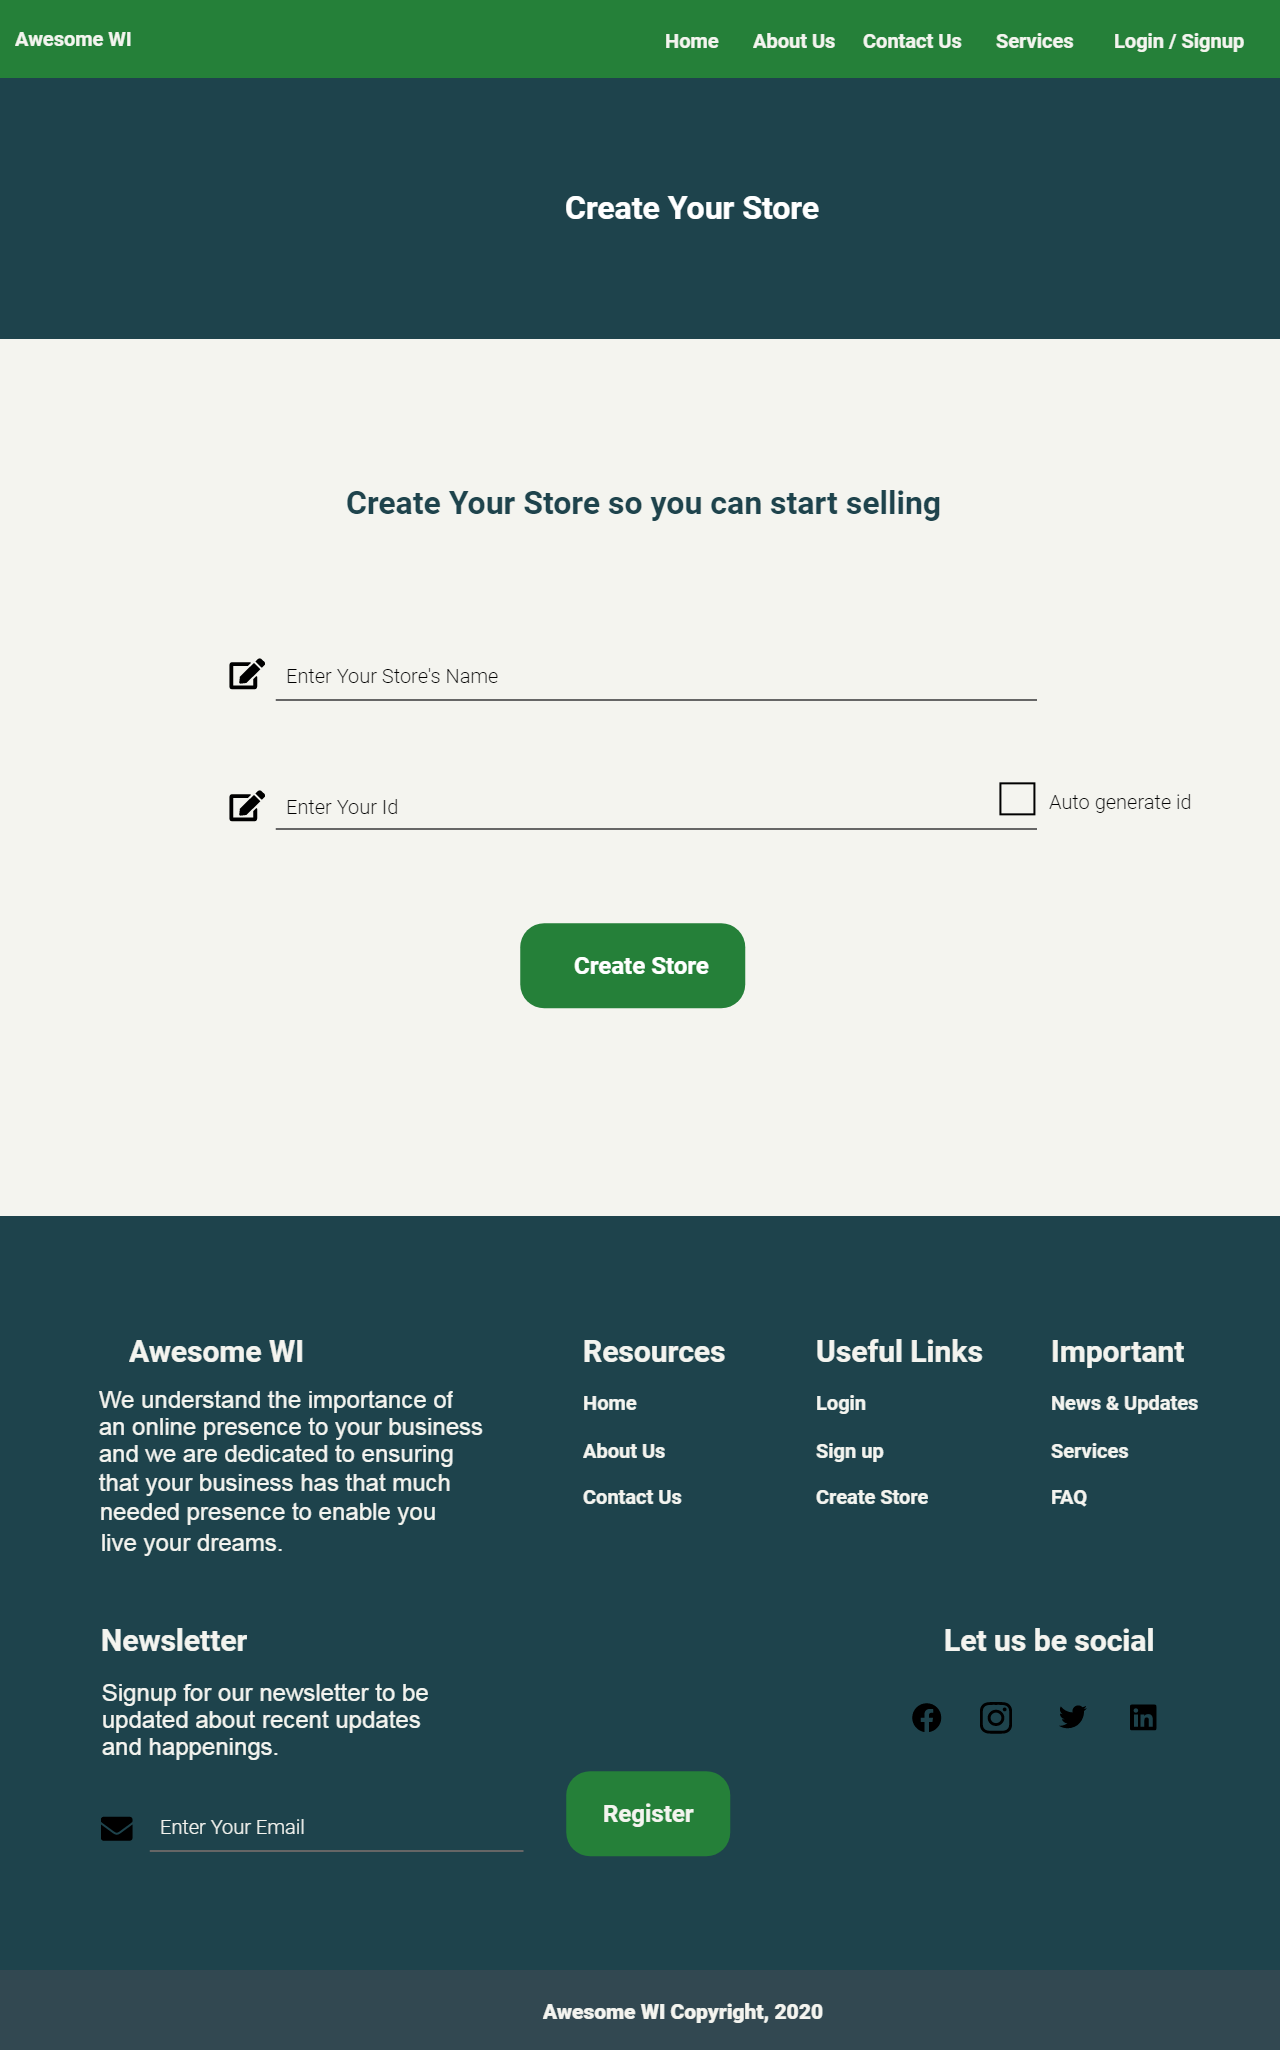 Awesome WI
Home About Us Contact Us Services Login / Signup
Create Your Store
Create Your Store so you can start selling
Enter Your Store's Name
Enter Your Id
Auto generate id
Create Store
Awesome WI
We understand the importance of
an online presence to your business
and we are dedicated to ensuring
that your business has that much
needed presence to enable you
live your dreams.
Resources
Home
About Us
Contact Us
Useful Links
Login
Sign up
Create Store
Important
News & Updates
Services
FAQ
Newsletter
Signup for our newsletter to be
updated about recent updates
and happenings.
Enter Your Email
Register
Let us be social
Awesome WI Copyright, 2020